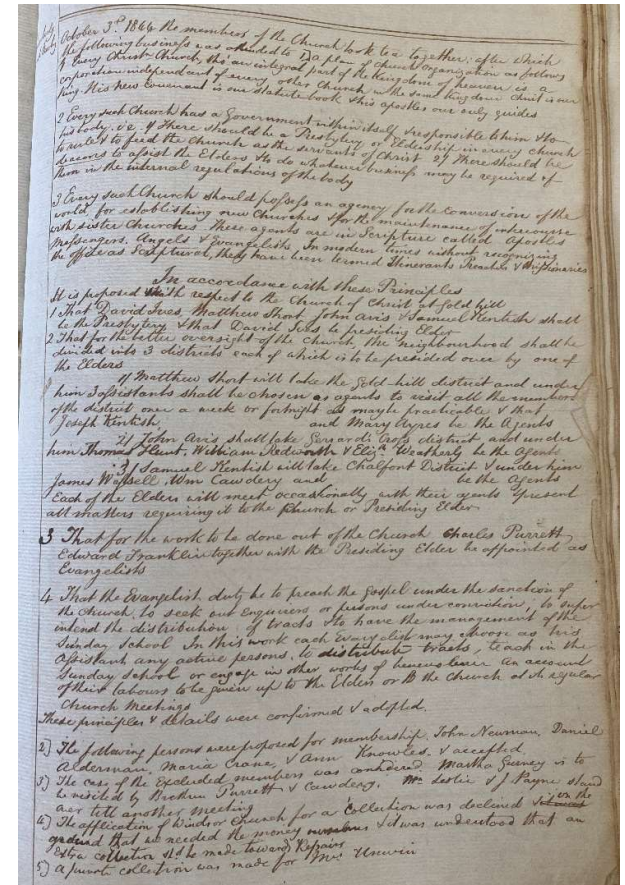 October 3rd 1844 the members of the Church took tea together, after which
the following business was attended to 1) a plan of church organization as follows
1 Every Christ: Church, tho' an integral part of the Kingdom of heaven is a
corporation independent of every other Church in the same Kingdom Christ is our
King. His new Covenant is our statute book & his apostles our only guides
2 Every such Church has a Government within itself & responsible to him & to
his body. ie 1/ There should be a Presbytery or Eldership in every church
to rule & to feed the Church as the servants of Christ 2/ There should be
deacons to assist the Elders & to do whatever business may be required of
them in the internal regulations of the body
3 Every such Church should possess an agency for the conversion of the
world, for establishing new Churches & for the maintenance of intercourse
with sister Churches. These agents are in Scripture called Apostles
Messengers, Angels & Evangelists. In modern times without recognizing
the office as Scriptural, they have been termed Itinerants Preachers & Missionaries
In accordance with these Principles
It is proposed with respect to the Church of Christ at Gold hill
1 That David Ives, Matthew Short John Avis & Samuel Kentish shall
be the Presbytery & that David Ives be presiding Elder
2 That for the better oversight of the Church, the neighbourhood shall be
divided into 3 districts each of which is to be presided over by one of
the Elders
1/ Matthew Short will take the Gold-hill district and under
him 3 assistants shall be chosen as agents to visit all the members
of the district once a week or fortnight as may be practicable & that
Joseph Kentish and Mary Ayres be the Agents
2/ John Avis shall take Gerrard's Cross district and under
him Thomas Hunt, William Tedworth & Eliz: Weatherly be the Agents
3/ Samuel Kentish will take Chalfont District & under him
James Wassell, Wm Cawdery and be the Agents
Each of the Elders will meet occasionally with their agents & present
all matters requiring it to the Church or Presiding Elder
3 That for the work to be done out of the Church Charles Purrett
Edward Franklin together with the Presiding Elder be appointed as
Evangelists
4 That the Evangelists duty be to preach the Gospel under the sanction of
the Church, to seek out Enquirers or persons under conviction, to super
intend the distribution of tracts & to have the management of the
Sunday School In this work each Evangelist may choose as his
Assistant any active persons, to distribute tracts, teach in the
Sunday School or engage in other works of benevolence an account
of their labours to be given up to the Elders or to the Church at its regular
Church Meetings
These principles & details were confirmed & adopted.
2) The following persons were proposed for membership. John Newman, Daniel
Alderman, Maria Crane, & Ann Knowles. & accepted
3) The case of the Excluded members was considered. Martha Gurney is to
be visited by Brethren Purrett & Cawdery. Mr Leslie & J Payne stand
over till another meeting
4) The application of Windsor Church for a Collection was declined on the
ground that we needed the money & it was understood that an
Extra collection shd be made toward Repairs
5) A private collection was made for Mrs Unwin